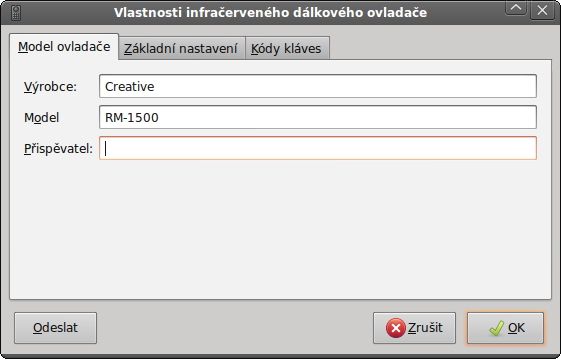 Vlastnosti infračerveného dálkového ovladače
Model ovladače Základní nastavení Kódy kláves
Výrobce: Creative
Model RM-1500
Přispěvatel:
Odeslat Zrušit OK